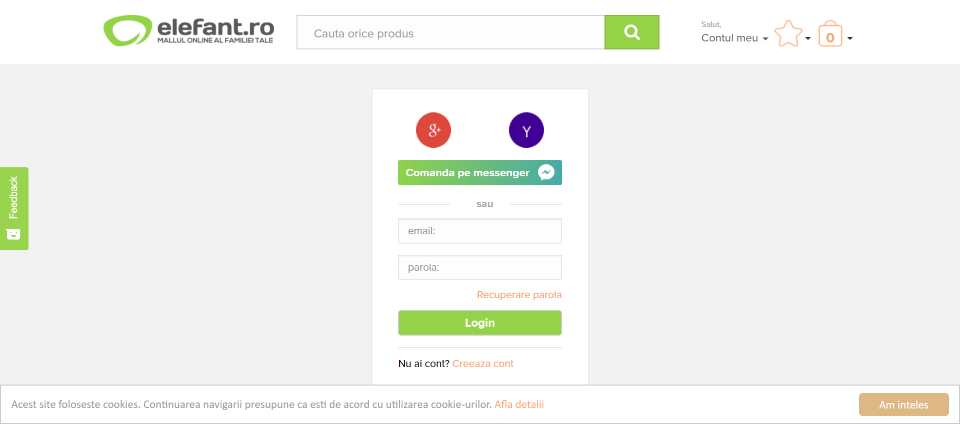 elefant.ro
MALLUL ONLINE AL FAMILIEI TALE
Cauta orice produs
Salut,
Contul meu
0
g+
Y
Comanda pe messenger
sau
Feedback
email:
parola:
Recuperare parola
Login
Nu ai cont? Creeaza cont
Acest site foloseste cookies. Continuarea navigarii presupune ca esti de acord cu utilizarea cookie-urilor. Afla detalii
Am inteles